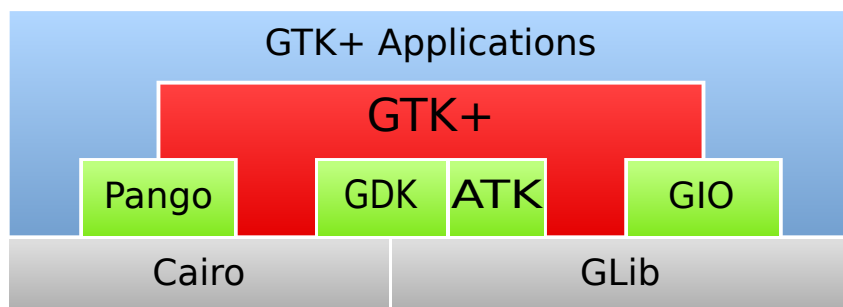 GTK+ Applications
GTK+
Pango
GDK
ATK
GIO
Cairo
GLib